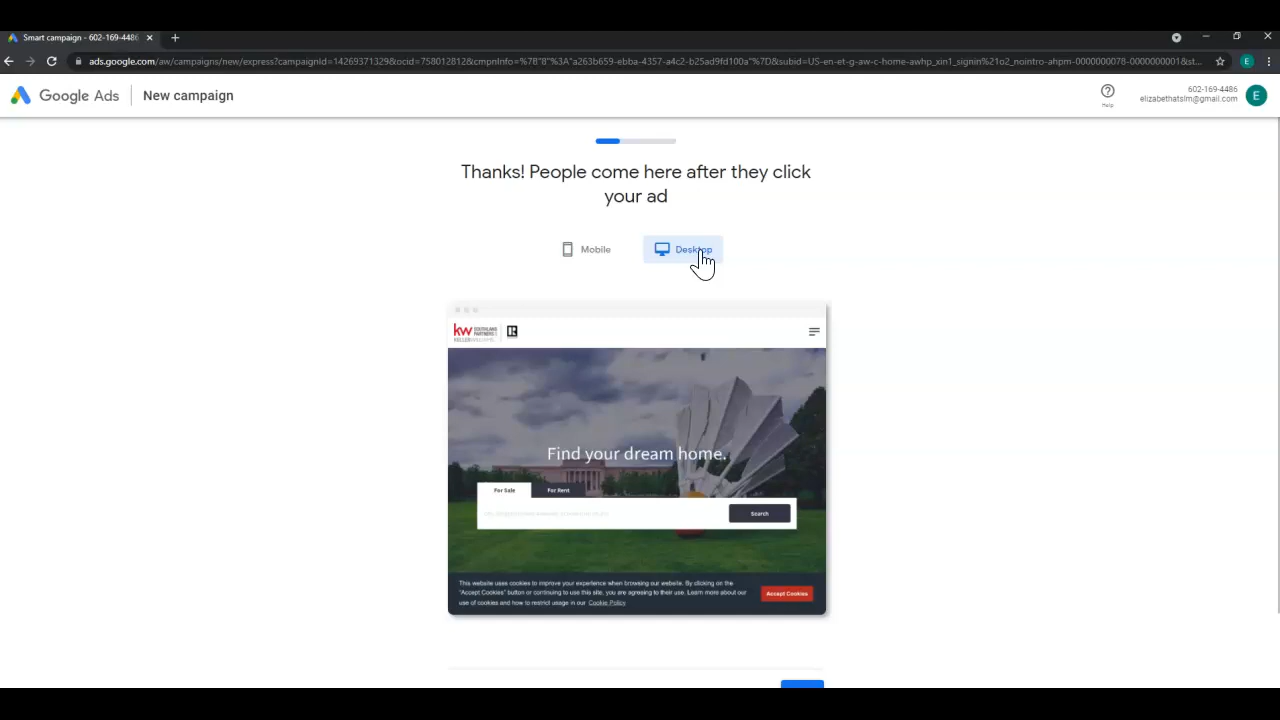 Smart campaign - 602-169-4486
ads.google.com/aw/campaigns/new/express?campaignId=14269371329&ocid=758012812&cmpnInfo=%7B"8"%3A"a263b659-ebba-4357-a4c2-b25ad9fd100a"%7D&subid=US-en-et-g-aw-c-home-awhp_xin1_signin%21o2_nointro-ahpm-0000000078-0000000001&st...
E
Google Ads
New campaign
Help
602-169-4486
elizabethatslm@gmail.com
E
Thanks! People come here after they click
your ad
Mobile
Desktop
kw
SOUTHLAND
PARTNERS
KELLERWILLIAMS.
R
Find your dream home.
For Sale
For Rent
Search
This website uses cookies to improve your experience when browsing our website. By clicking on the
"Accept Cookies" button or continuing to use this site, you are agreeing to their use. Learn more about our
use of cookies and how to restrict usage in our Cookie Policy
Accept Cookies